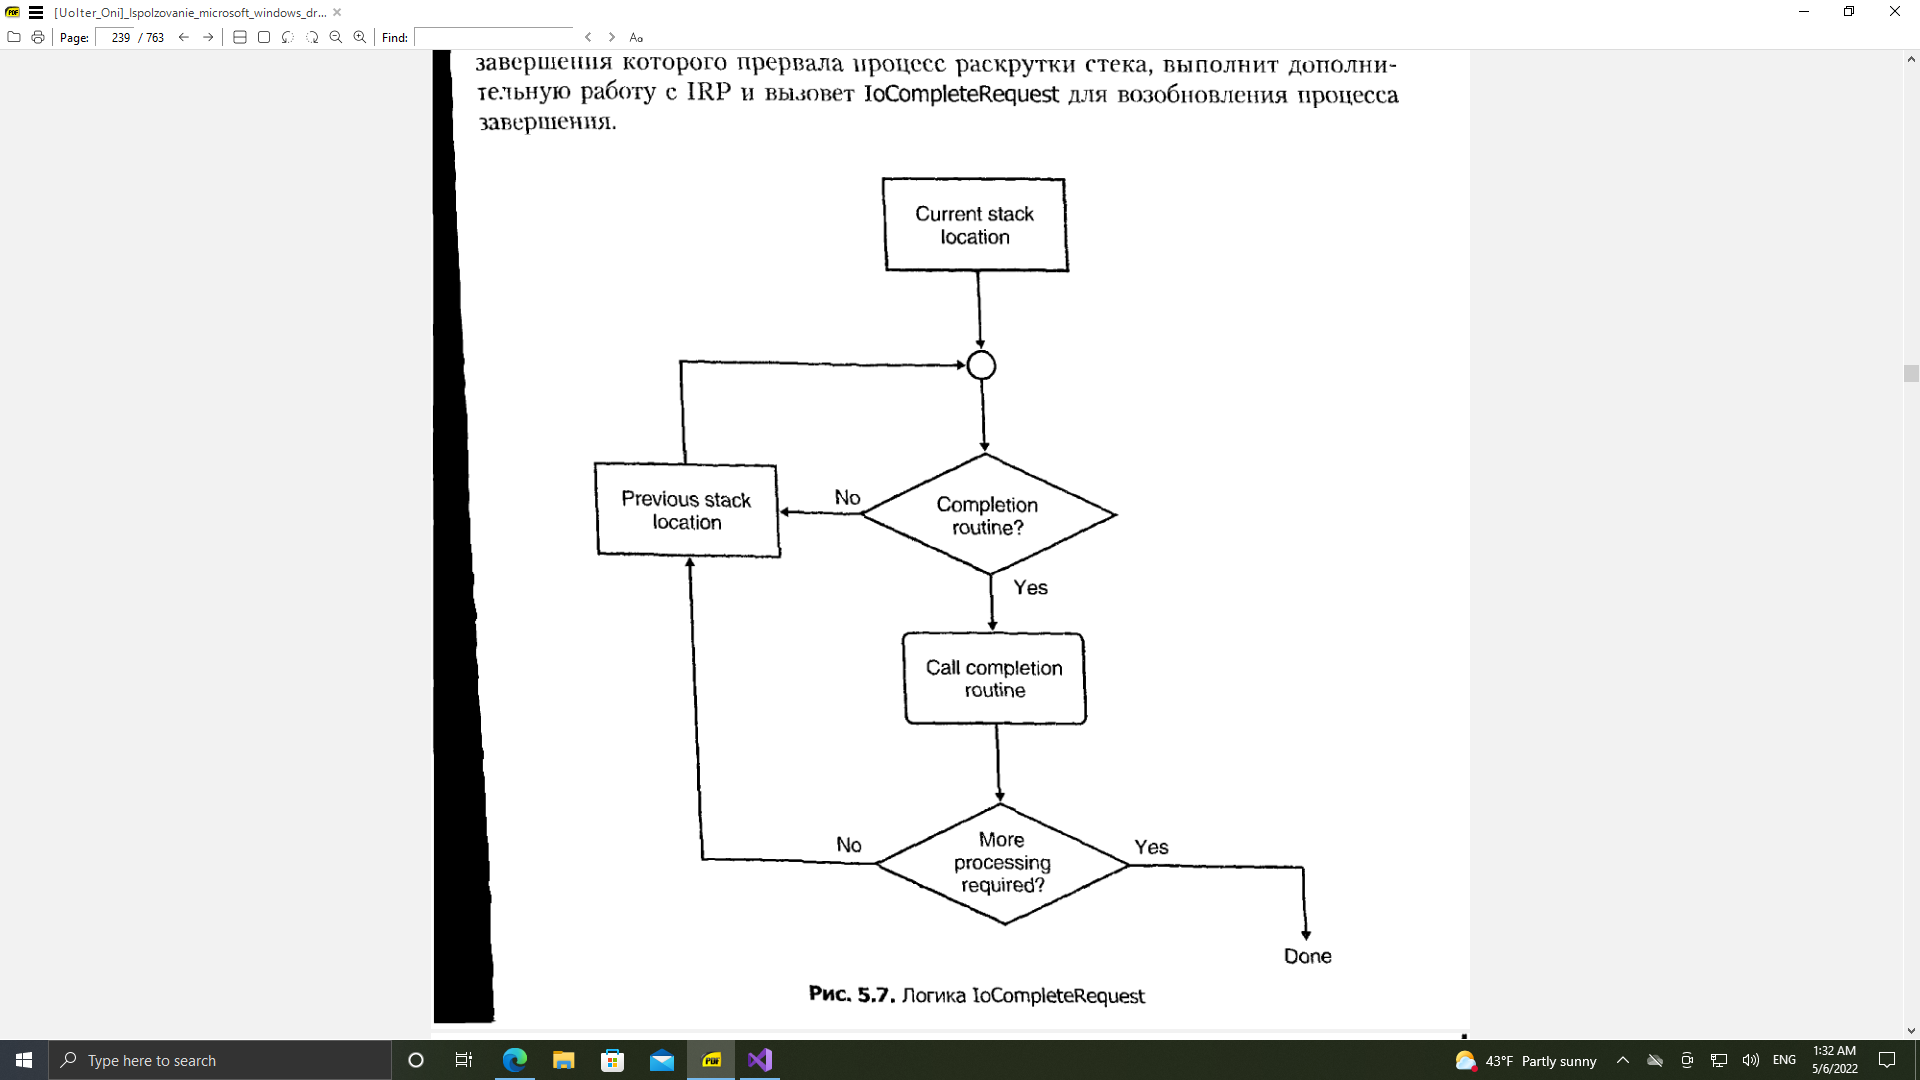 [Uolter_Oni]_Ispolzovanie_microsoft_windows_dr...
Page: 239 / 763
Find:
завершения которого прервала процесс раскрутки стека, выполнит дополни-
тельную работу с IRP и вызовет IoCompleteRequest для возобновления процесса
завершения.
Current stack
location
Previous stack
location
No
Completion
routine?
Yes
Call completion
routine
No
More
processing
required?
Yes
Done
Рис. 5.7. Логика IoCompleteRequest
Type here to search
43°F Partly sunny
ENG
1:32 AM
5/6/2022